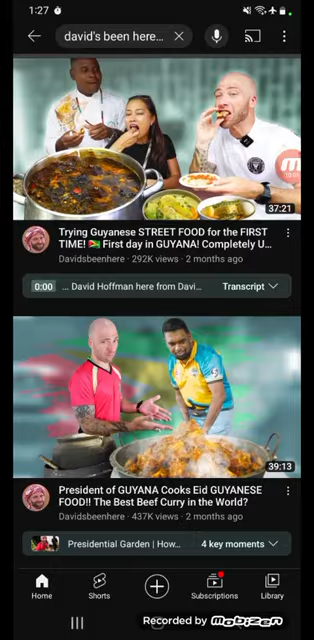 1:27
david's been here...
37:21
Trying Guyanese STREET FOOD for the FIRST
TIME! 🇬🇾 First day in GUYANA! Completely U...
Davidsbeenhere · 292K views · 2 months ago
0:00 ... David Hoffman here from Davi... Transcript
39:13
President of GUYANA Cooks Eid GUYANESE
FOOD!! The Best Beef Curry in the World?
Davidsbeenhere · 437K views · 2 months ago
Presidential Garden | How... 4 key moments
Home Shorts Subscriptions Library
Recorded by mobizen